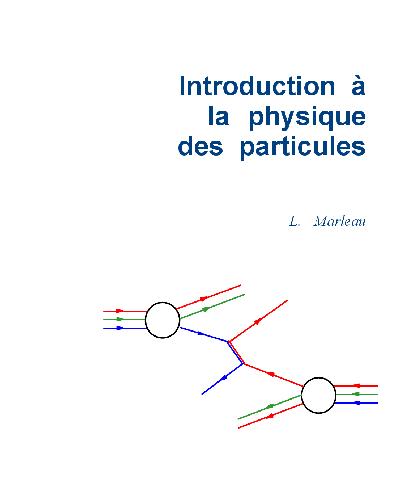 Introduction à
la physique
des particules
L. Marleau